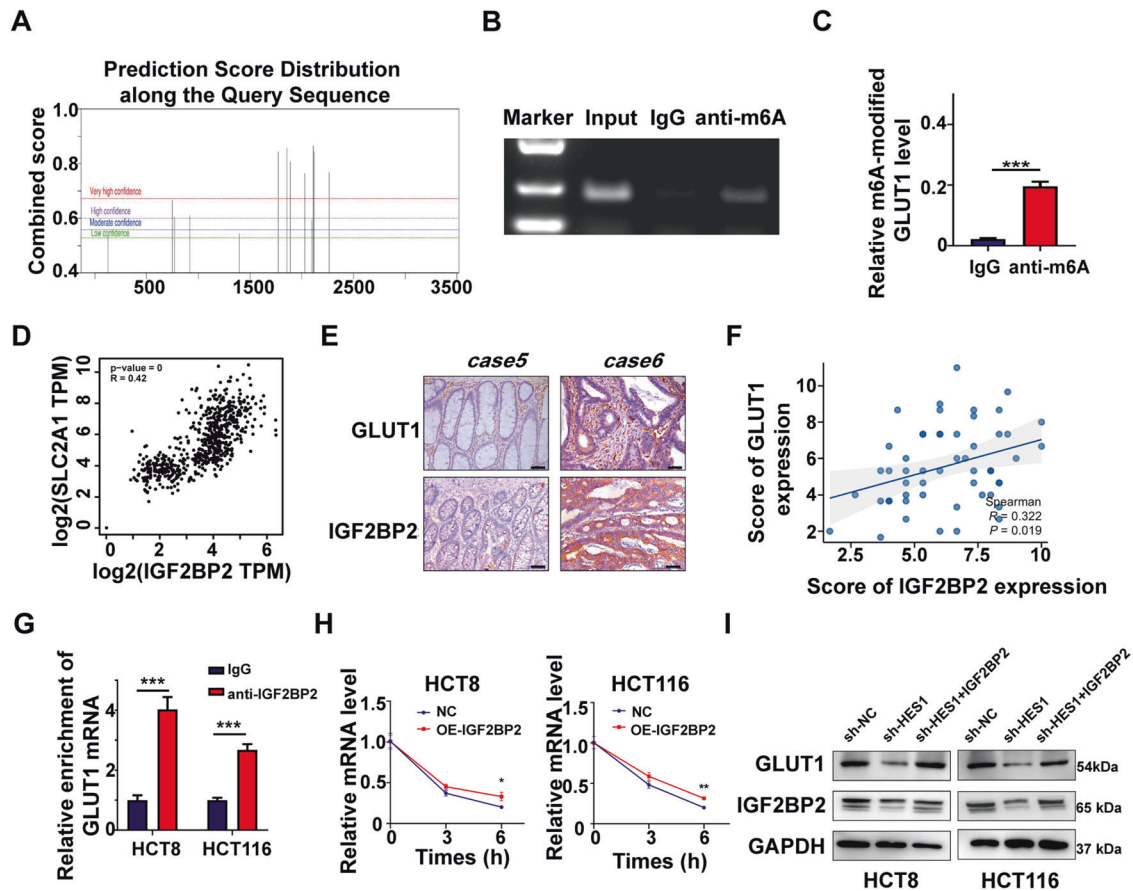 A
Prediction Score Distribution
along the Query Sequence
Combined score
1.0
0.8
0.6
0.4
Very high confidence
High confidence
Moderate confidence
Low confidence
500
1500
2500
3500
B
Marker Input IgG anti-m6A
C
Relative m6A-modified
GLUT1 level
0.4
0.2
0
***
IgG anti-m6A
D
log2(SLC2A1 TPM)
p-value = 0
R = 0.42
10
8
6
4
2
0
0 1 2 3 4 5 6
log2(IGF2BP2 TPM)
E
case5 case6
GLUT1
IGF2BP2
F
Score of GLUT1
expression
12
10
8
6
4
2
Spearman
R = 0.322
P = 0.019
2.5 5.0 7.5 10
Score of IGF2BP2 expression
G
Relative enrichment of
GLUT1 mRNA
IgG
anti-IGF2BP2
5
4
3
2
1
0
***
***
HCT8 HCT116
H
Relative mRNA level
HCT8
NC
OE-IGF2BP2
1.5
1.0
0.5
0
*
0 3 6
Times (h)
Relative mRNA level
HCT116
NC
OE-IGF2BP2
1.5
1.0
0.5
0
**
0 3 6
Times (h)
I
sh-NC
sh-HES1
sh-HES1+IGF2BP2
sh-NC
sh-HES1
sh-HES1+IGF2BP2
GLUT1 54kDa
IGF2BP2 65 kDa
GAPDH 37 kDa
HCT8 HCT116